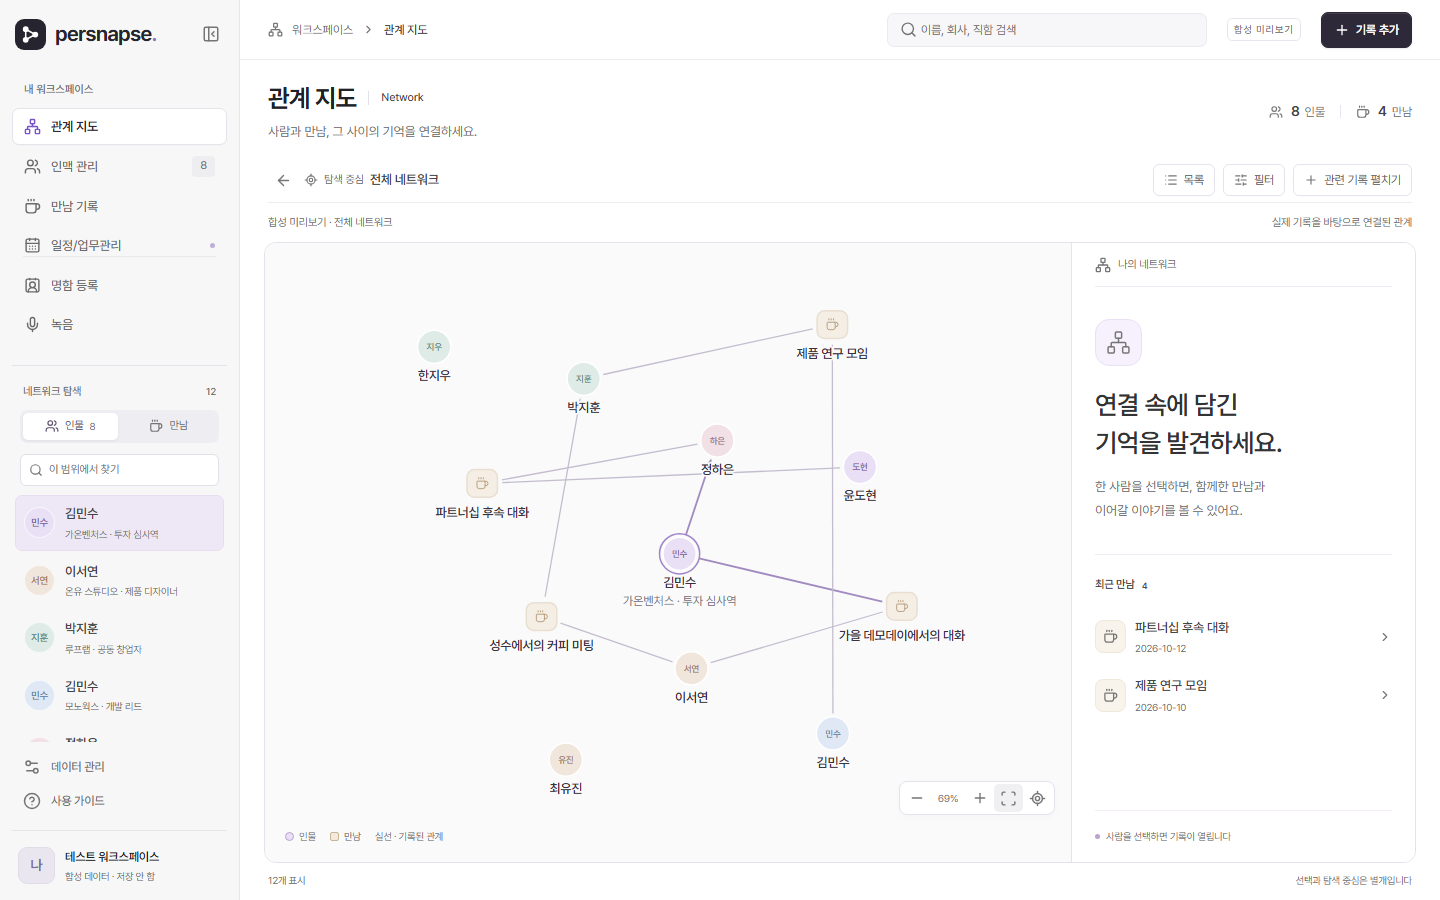 persnapse.
내 워크스페이스
관계 지도
인맥 관리 8
만남 기록
일정/업무관리
명함 등록
녹음
네트워크 탐색 12
인물 8 만남
이 범위에서 찾기
민수 김민수
가온벤처스 · 투자 심사역
서연 이서연
온유 스튜디오 · 제품 디자이너
지훈 박지훈
루프랩 · 공동 창업자
민수 김민수
모노웍스 · 개발 리드
데이터 관리
사용 가이드
나 테스트 워크스페이스
합성 데이터 · 저장 안 함
워크스페이스 관계 지도
이름, 회사, 직함 검색
합성 미리보기
기록 추가
관계 지도 Network
사람과 만남, 그 사이의 기억을 연결하세요.
8 인물 4 만남
탐색 중심 전체 네트워크
목록 필터 관련 기록 펼치기
합성 미리보기 · 전체 네트워크
실제 기록을 바탕으로 연결된 관계
제품 연구 모임
지우
한지우
지훈
박지훈
하은
정하은
도현
윤도현
파트너십 후속 대화
민수
김민수
가온벤처스 · 투자 심사역
성수에서의 커피 미팅
가을 데모데이에서의 대화
서연
이서연
민수
김민수
유진
최유진
69%
인물 만남 실선 · 기록된 관계
나의 네트워크
연결 속에 담긴
기억을 발견하세요.
한 사람을 선택하면, 함께한 만남과
이어갈 이야기를 볼 수 있어요.
최근 만남 4
파트너십 후속 대화
2026-10-12
제품 연구 모임
2026-10-10
사람을 선택하면 기록이 열립니다
12개 표시
선택과 탐색 중심은 별개입니다